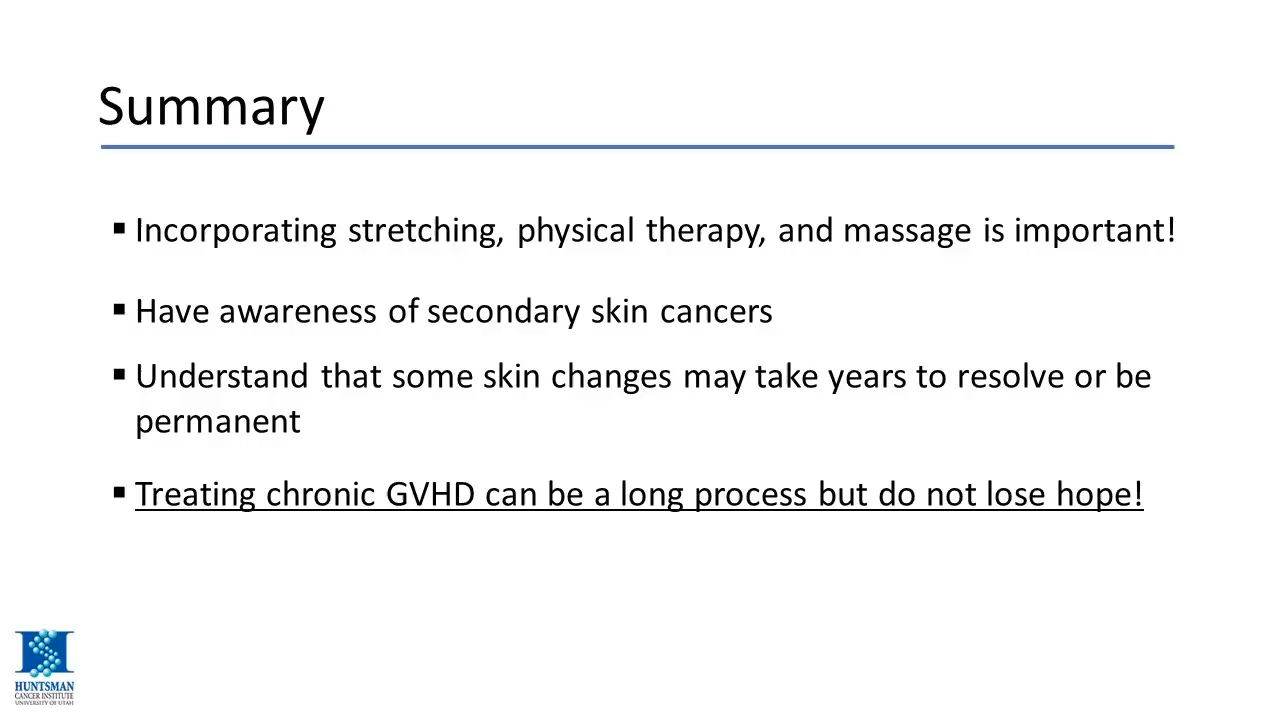 Summary
▪ Incorporating stretching, physical therapy, and massage is important!
▪ Have awareness of secondary skin cancers
▪ Understand that some skin changes may take years to resolve or be
permanent
▪ Treating chronic GVHD can be a long process but do not lose hope!
HUNTSMAN
CANCER INSTITUTE
UNIVERSITY OF UTAH